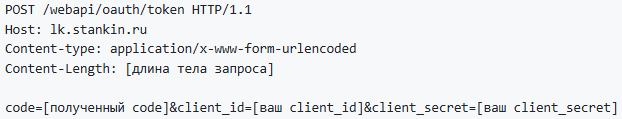 POST /webapi/oauth/token HTTP/1.1
Host: lk.stankin.ru
Content-type: application/x-www-form-urlencoded
Content-Length: [длина тела запроса]

code=[полученный code]&client_id=[ваш client_id]&client_secret=[ваш client_secret]